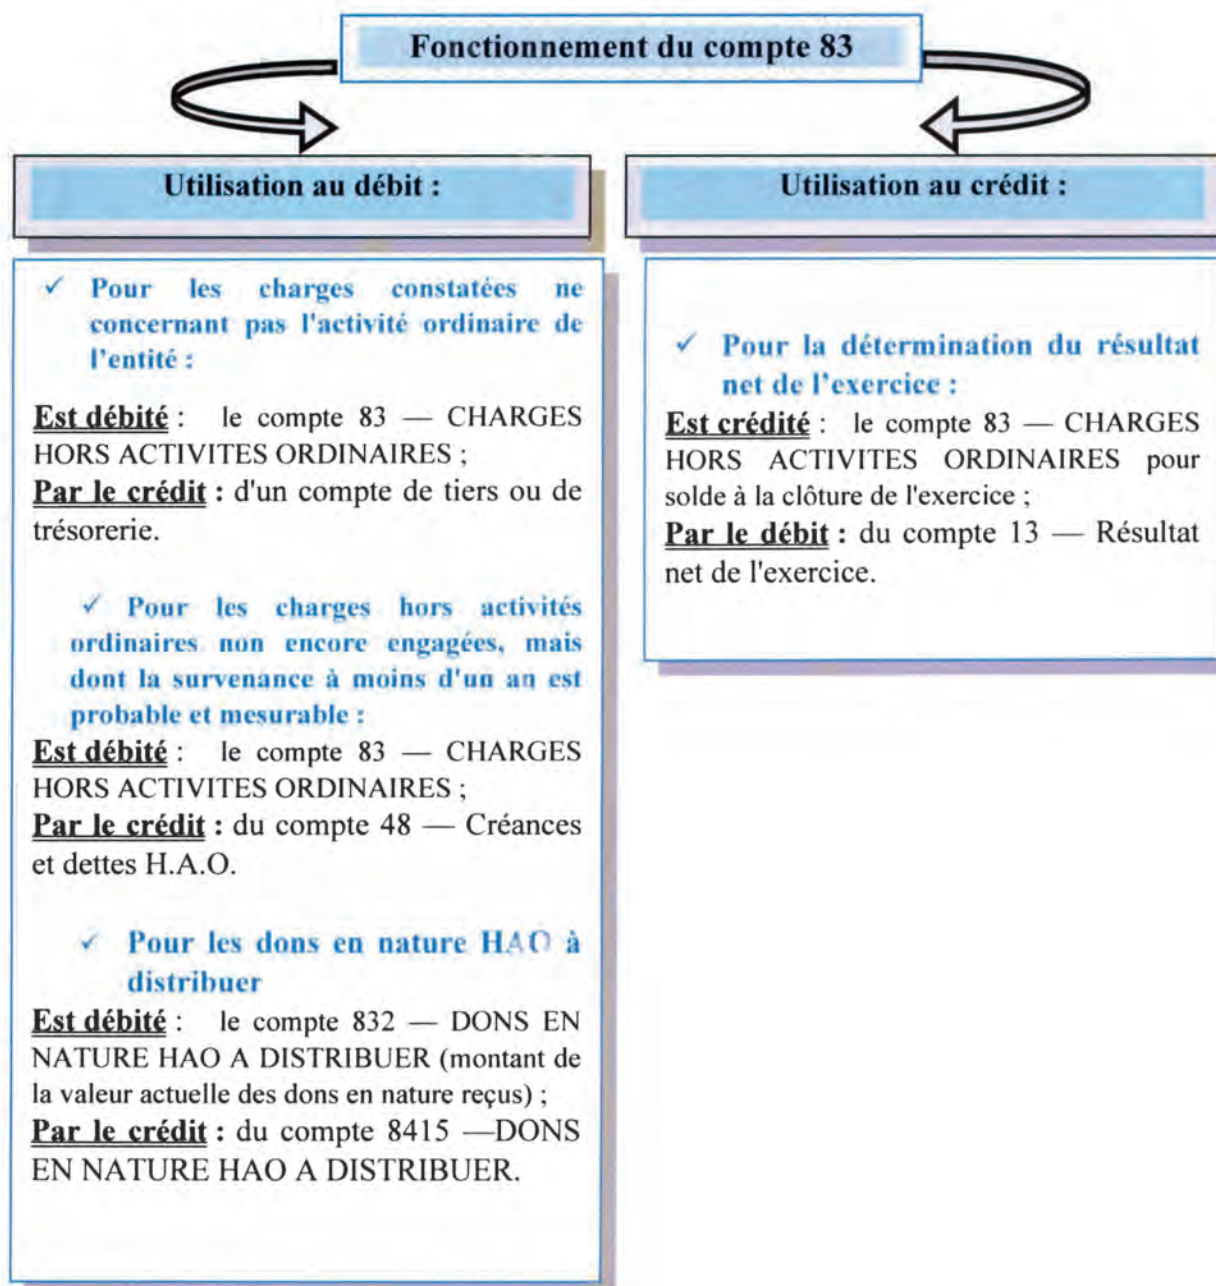 Fonctionnement du compte 83
Utilisation au débit :
✓ Pour les charges constatées ne
concernant pas l'activité ordinaire de
l'entité :
Est débité : le compte 83 — CHARGES
HORS ACTIVITES ORDINAIRES ;
Par le crédit : d'un compte de tiers ou de
trésorerie.
✓ Pour les charges hors activités
ordinaires non encore engagées, mais
dont la survenance à moins d'un an est
probable et mesurable :
Est débité : le compte 83 — CHARGES
HORS ACTIVITES ORDINAIRES ;
Par le crédit : du compte 48 — Créances
et dettes H.A.O.
✓ Pour les dons en nature HAO à
distribuer
Est débité : le compte 832 — DONS EN
NATURE HAO A DISTRIBUER (montant de
la valeur actuelle des dons en nature reçus) ;
Par le crédit : du compte 8415 —DONS
EN NATURE HAO A DISTRIBUER.
Utilisation au crédit :
✓ Pour la détermination du résultat
net de l'exercice :
Est crédité : le compte 83 — CHARGES
HORS ACTIVITES ORDINAIRES pour
solde à la clôture de l'exercice ;
Par le débit : du compte 13 — Résultat
net de l'exercice.